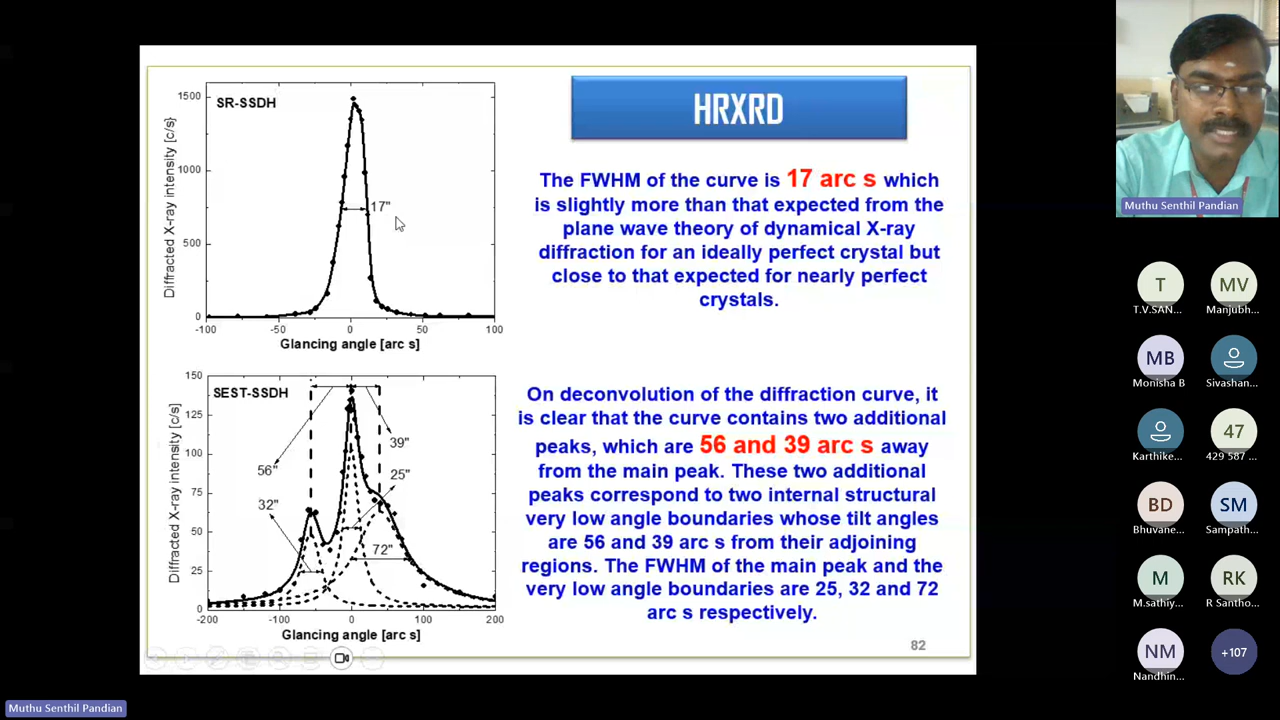 SR-SSDH
1500
1000
500
0
-100
-50
0
50
100
17"
Diffracted X-ray intensity [c/s]
Glancing angle [arc s]
HRXRD
The FWHM of the curve is 17 arc s which
is slightly more than that expected from the
plane wave theory of dynamical X-ray
diffraction for an ideally perfect crystal but
close to that expected for nearly perfect
crystals.
SEST-SSDH
150
125
100
75
50
25
0
-200
-100
0
100
200
56"
39"
25"
32"
72"
Diffracted X-ray intensity [c/s]
Glancing angle [arc s]
On deconvolution of the diffraction curve, it
is clear that the curve contains two additional
peaks, which are 56 and 39 arc s away
from the main peak. These two additional
peaks correspond to two internal structural
very low angle boundaries whose tilt angles
are 56 and 39 arc s from their adjoining
regions. The FWHM of the main peak and the
very low angle boundaries are 25, 32 and 72
arc s respectively.
82
Muthu Senthil Pandian
T
T.V.SAN...
MV
Manjubh...
MB
Monisha B
Sivashan...
Karthike...
47
429 587 ...
BD
Bhuvane...
SM
Sampath...
M
M.sathiy...
RK
R Santho...
NM
Nandhin...
+107
Muthu Senthil Pandian